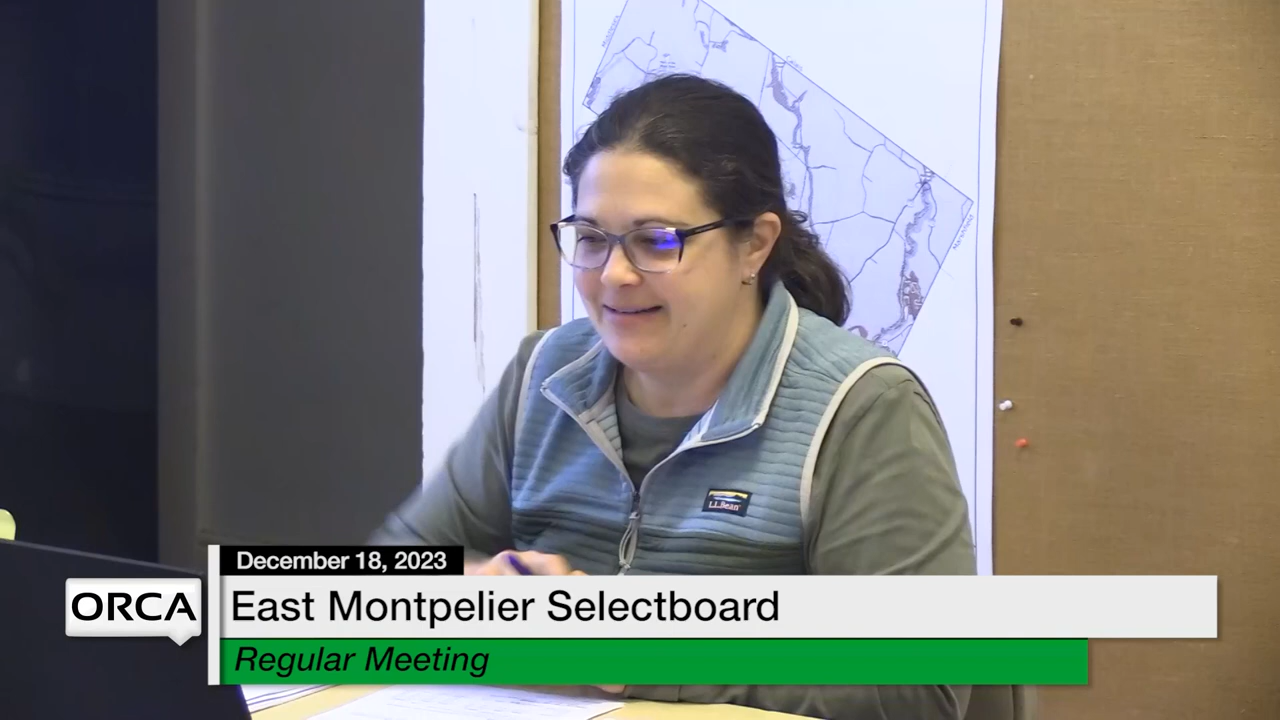 December 18, 2023
ORCA
East Montpelier Selectboard
Regular Meeting
L.L.Bean